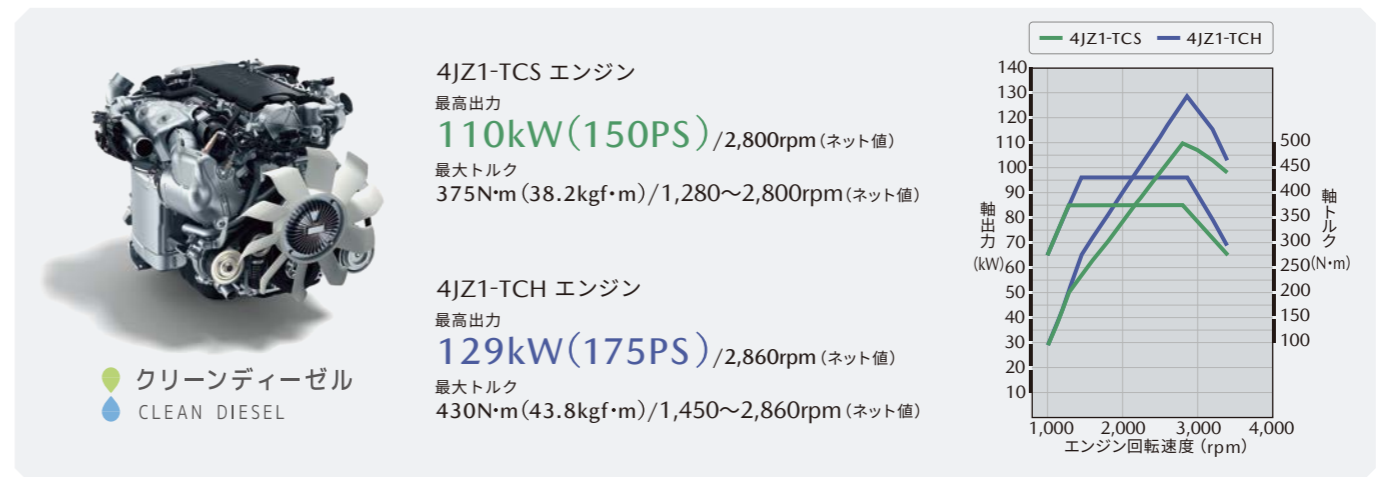 4JZ1-TCS エンジン
最高出力
110kW(150PS)/2,800rpm(ネット値)
最大トルク
375N･m(38.2kgf･m)/1,280〜2,800rpm(ネット値)
4JZ1-TCH エンジン
最高出力
129kW(175PS)/2,860rpm(ネット値)
最大トルク
430N･m(43.8kgf･m)/1,450〜2,860rpm(ネット値)
クリーンディーゼル
CLEAN DIESEL
4JZ1-TCS 4JZ1-TCH
軸出力
(kW)
140
130
120
110
100
90
80
70
60
50
40
30
20
10
500
450
400
350
300
250
200
150
100
軸トルク
(N･m)
1,000 2,000 3,000 4,000
エンジン回転速度 (rpm)